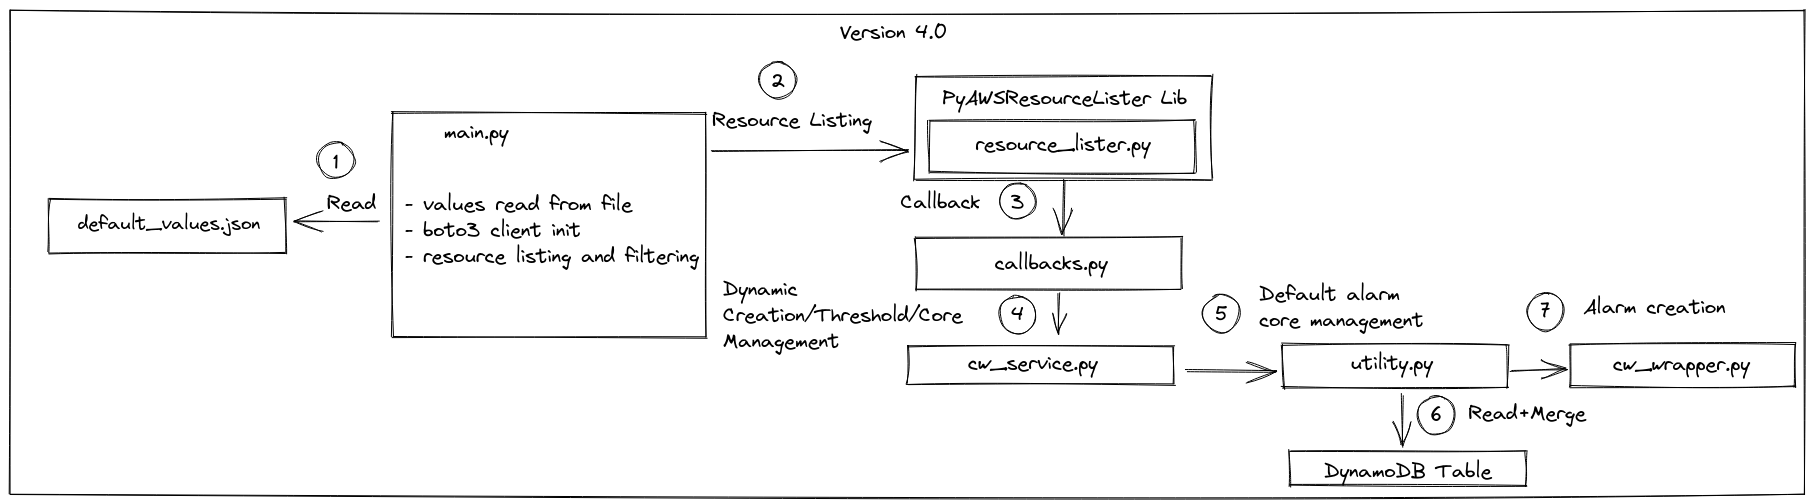 Version 4.0
1
Read
default_values.json
main.py
- values read from file
- boto3 client init
- resource listing and filtering
2
Resource Listing
PyAWSResourceLister Lib
resource_lister.py
Callback
3
callbacks.py
Dynamic
Creation/Threshold/Core
Management
4
cw_service.py
5
Default alarm
core management
utility.py
6
Read+Merge
DynamoDB Table
7
Alarm creation
cw_wrapper.py